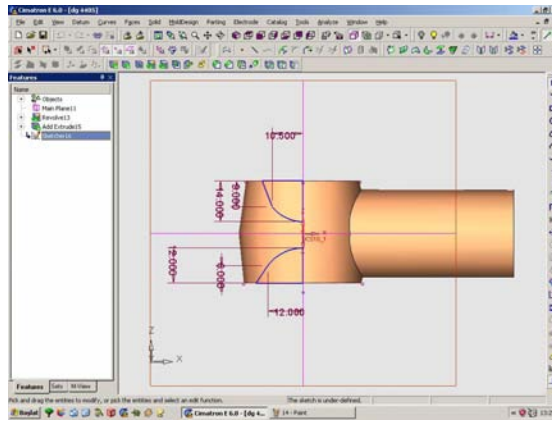 Cimatron E 6.0 - [dg-4405]
File Edit View Datum Curves Faces Solid MoldDesign Parting Electrode Catalog Tools Analysis Window Help
Features
Name
Objects
Main Plane11
Revolve13
Add Extrude15
10.500
9.000
14.000
12.000
9.000
12.000
Z
X
Features Sets M-View
Pick and drag the entities to modify, or pick the entities and select an edit function. The sketch is under-defined.
Başlat Cimatron E 6.0 - [dg 4... 14 - Paint